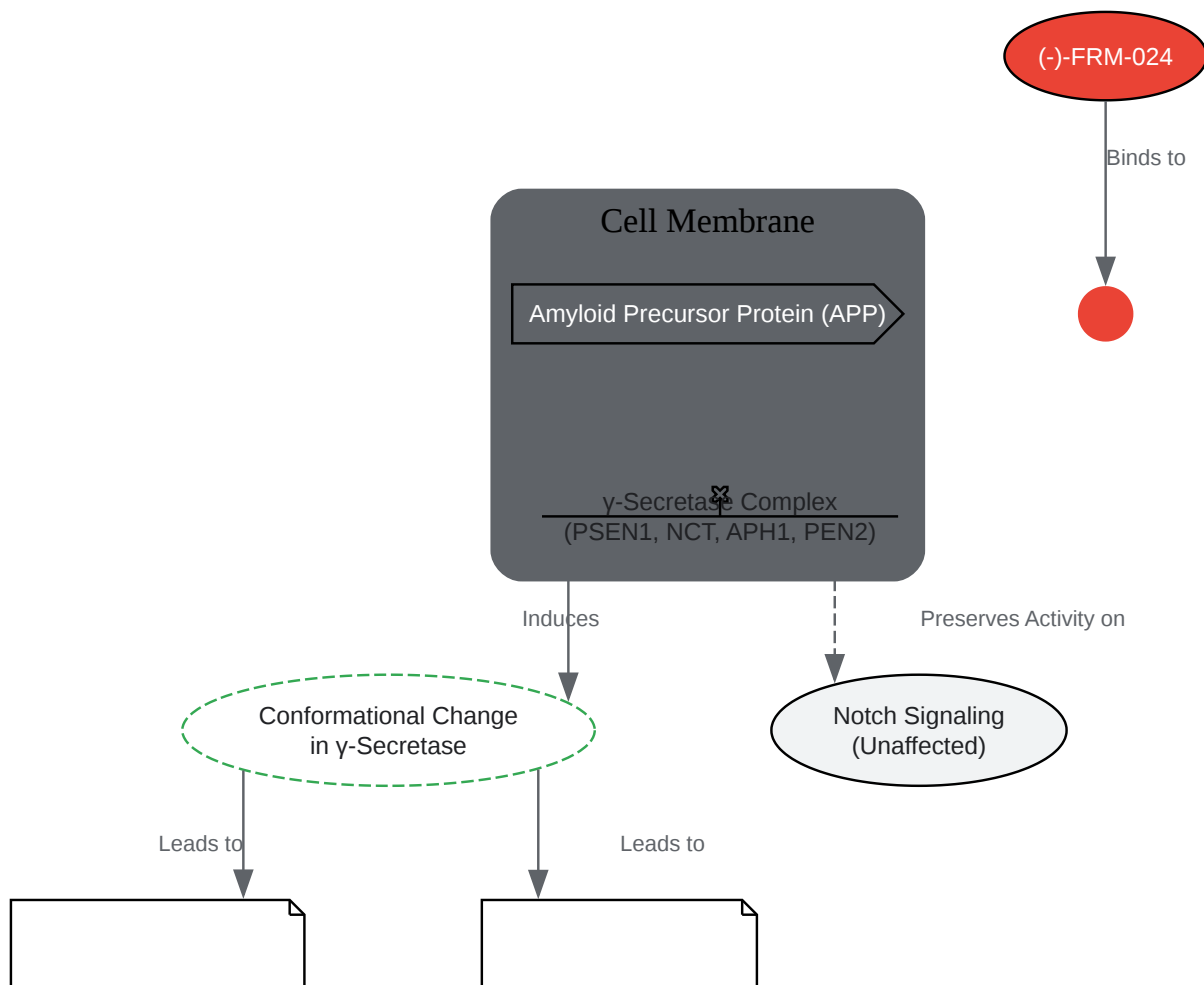 (-)-FRM-024
Binds to
Cell Membrane
Amyloid Precursor Protein (APP)
γ-Secretase Complex
(PSEN1, NCT, APH1, PEN2)
Induces
Preserves Activity on
Conformational Change
in γ-Secretase
Notch Signaling
(Unaffected)
Leads to
Leads to